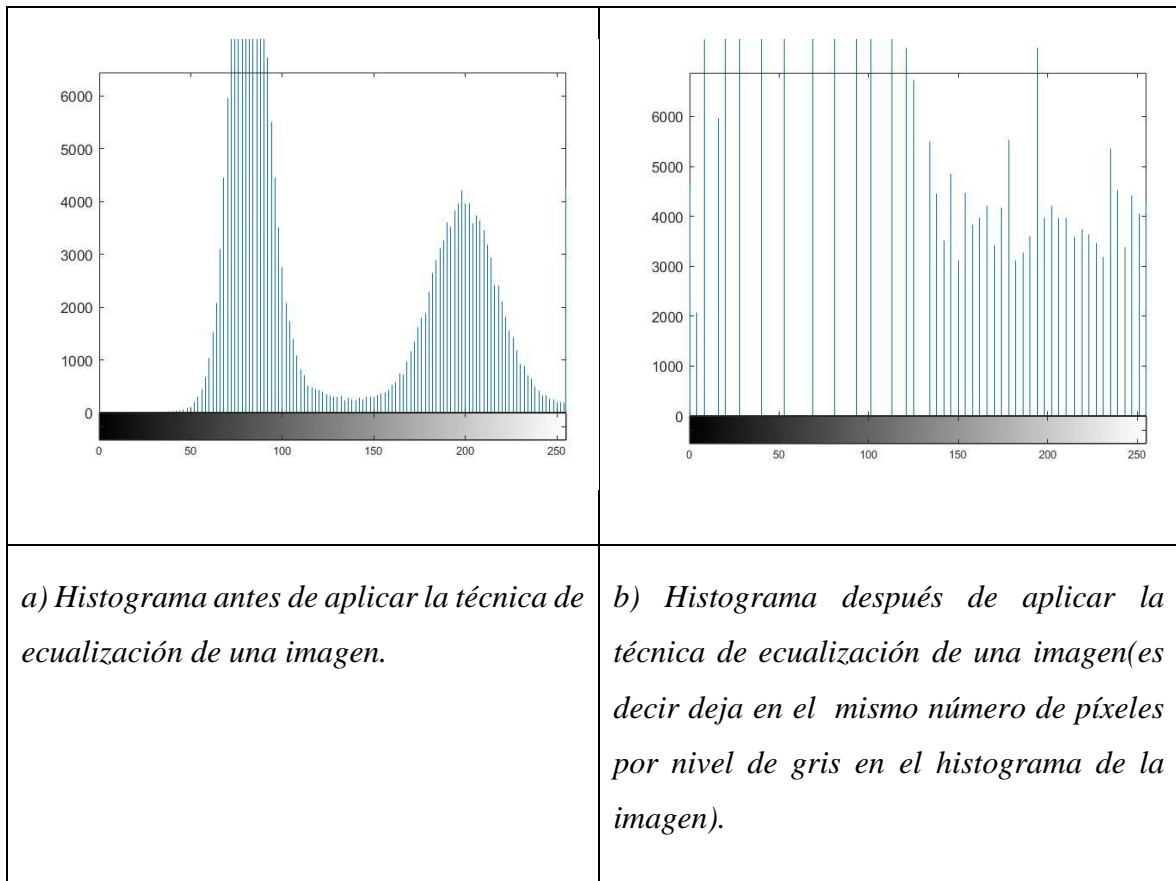 6000
5000
4000
3000
2000
1000
0
0 50 100 150 200 250
6000
5000
4000
3000
2000
1000
0
0 50 100 150 200 250
a) Histograma antes de aplicar la técnica de
ecualización de una imagen.
b) Histograma después de aplicar la
técnica de ecualización de una imagen(es
decir deja en el mismo número de píxeles
por nivel de gris en el histograma de la
imagen).